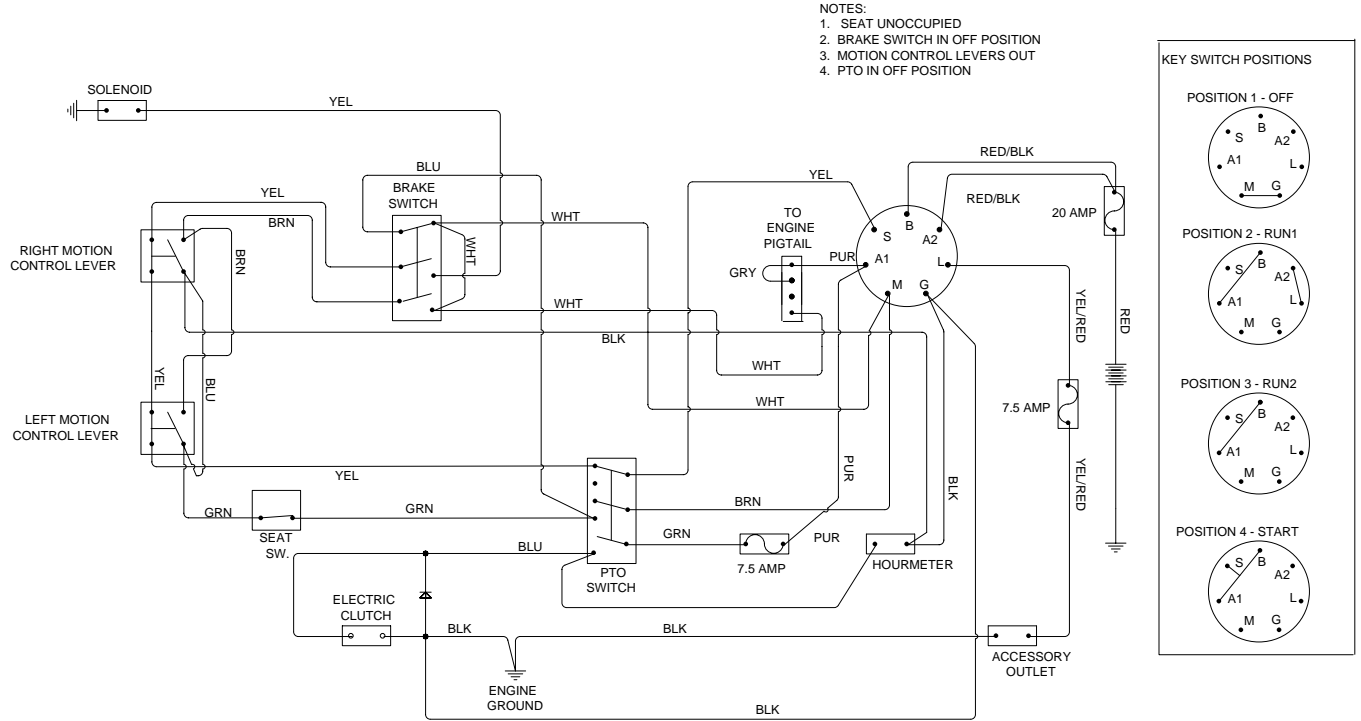 NOTES:
1. SEAT UNOCCUPIED
2. BRAKE SWITCH IN OFF POSITION
3. MOTION CONTROL LEVERS OUT
4. PTO IN OFF POSITION
KEY SWITCH POSITIONS
POSITION 1 - OFF
B
S
A2
A1
L
M
G
POSITION 2 - RUN1
B
S
A2
A1
L
M
G
POSITION 3 - RUN2
B
S
A2
A1
L
M
G
POSITION 4 - START
B
S
A2
A1
L
M
G
SOLENOID
YEL
BLU
BRAKE
SWITCH
YEL
BRN
WHT
WHT
WHT
RIGHT MOTION
CONTROL LEVER
BRN
YEL
BLU
LEFT MOTION
CONTROL LEVER
YEL
TO
ENGINE
PIGTAIL
GRY
PUR
RED/BLK
RED/BLK
B
S
A2
A1
L
M
G
20 AMP
YEL/RED
RED
BLK
WHT
WHT
7.5 AMP
YEL/RED
YEL
PUR
BLK
BRN
GRN
SEAT
SW.
GRN
GRN
PUR
7.5 AMP
HOURMETER
BLU
PTO
SWITCH
ELECTRIC
CLUTCH
BLK
BLK
ENGINE
GROUND
ACCESSORY
OUTLET
BLK